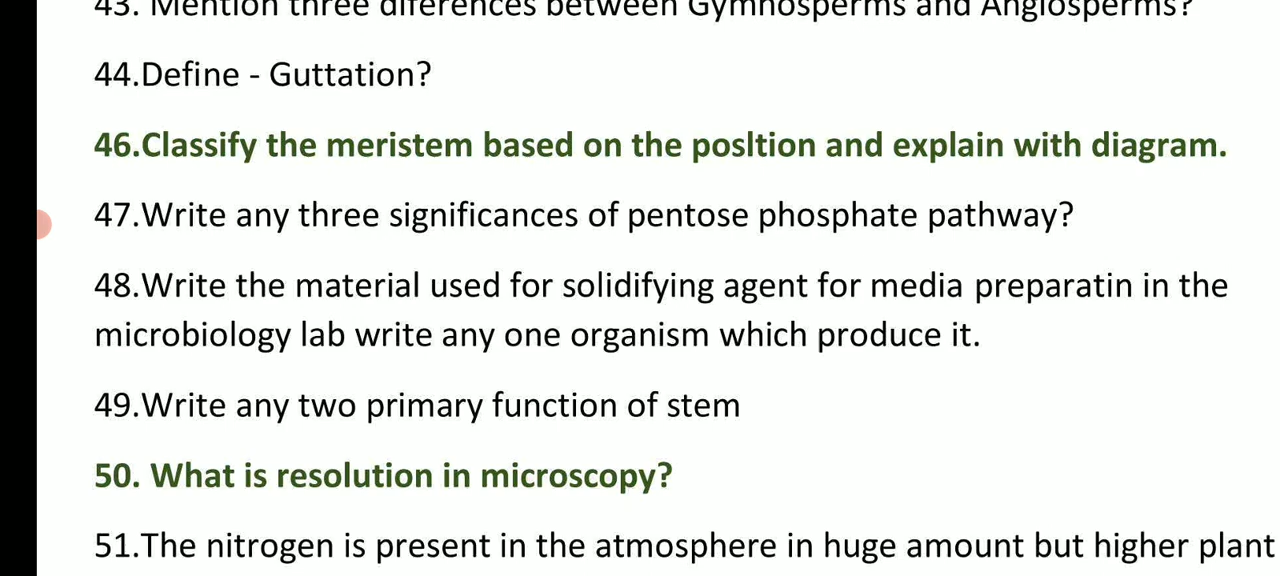 43. Mention three diferences between Gymnosperms and Angiosperms?
44.Define - Guttation?
46.Classify the meristem based on the posltion and explain with diagram.
47.Write any three significances of pentose phosphate pathway?
48.Write the material used for solidifying agent for media preparatin in the
microbiology lab write any one organism which produce it.
49.Write any two primary function of stem
50. What is resolution in microscopy?
51.The nitrogen is present in the atmosphere in huge amount but higher plant